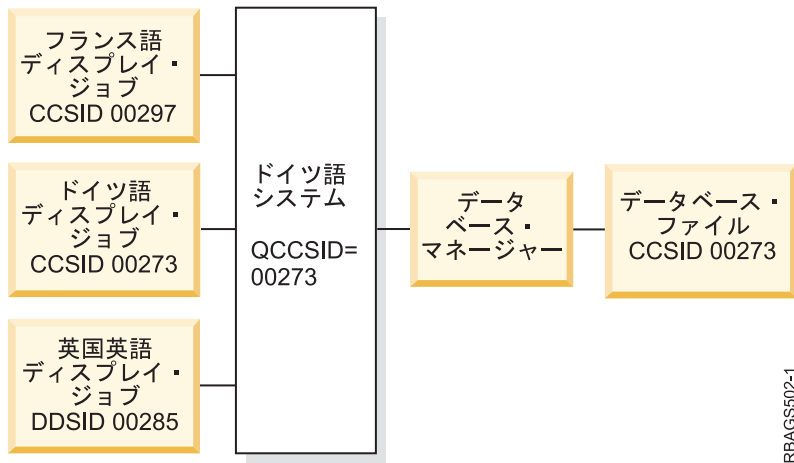 フランス語
ディスプレイ・
ジョブ
CCSID 00297
ドイツ語
ディスプレイ・
ジョブ
CCSID 00273
英国英語
ディスプレイ・
ジョブ
DDSID 00285
ドイツ語
システム
QCCSID=
00273
データ
ベース・
マネージャー
データベース・
ファイル
CCSID 00273
RBAGS502-1